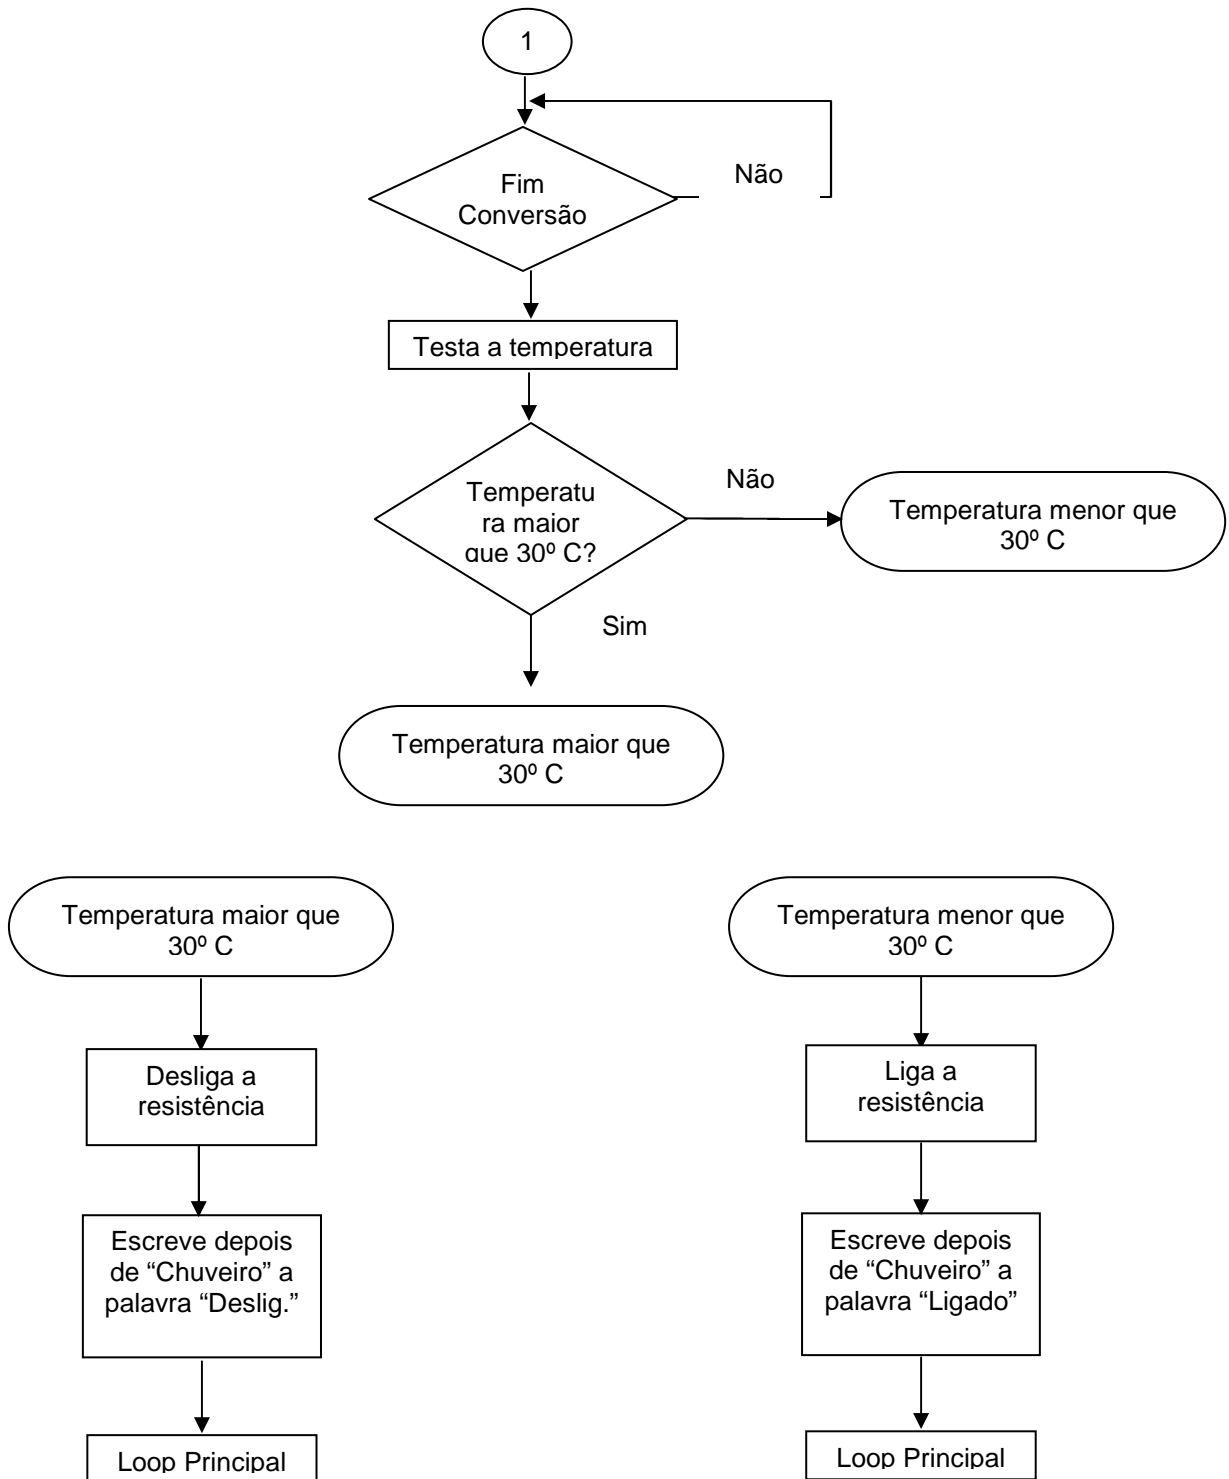 1
Não
Fim
Conversão
Testa a temperatura
Não
Temperatu
ra maior
que 30º C?
Temperatura menor que
30º C
Sim
Temperatura maior que
30º C
Temperatura maior que
30º C
Desliga a
resistência
Escreve depois
de “Chuveiro” a
palavra “Deslig.”
Loop Principal
Temperatura menor que
30º C
Liga a
resistência
Escreve depois
de “Chuveiro” a
palavra “Ligado”
Loop Principal